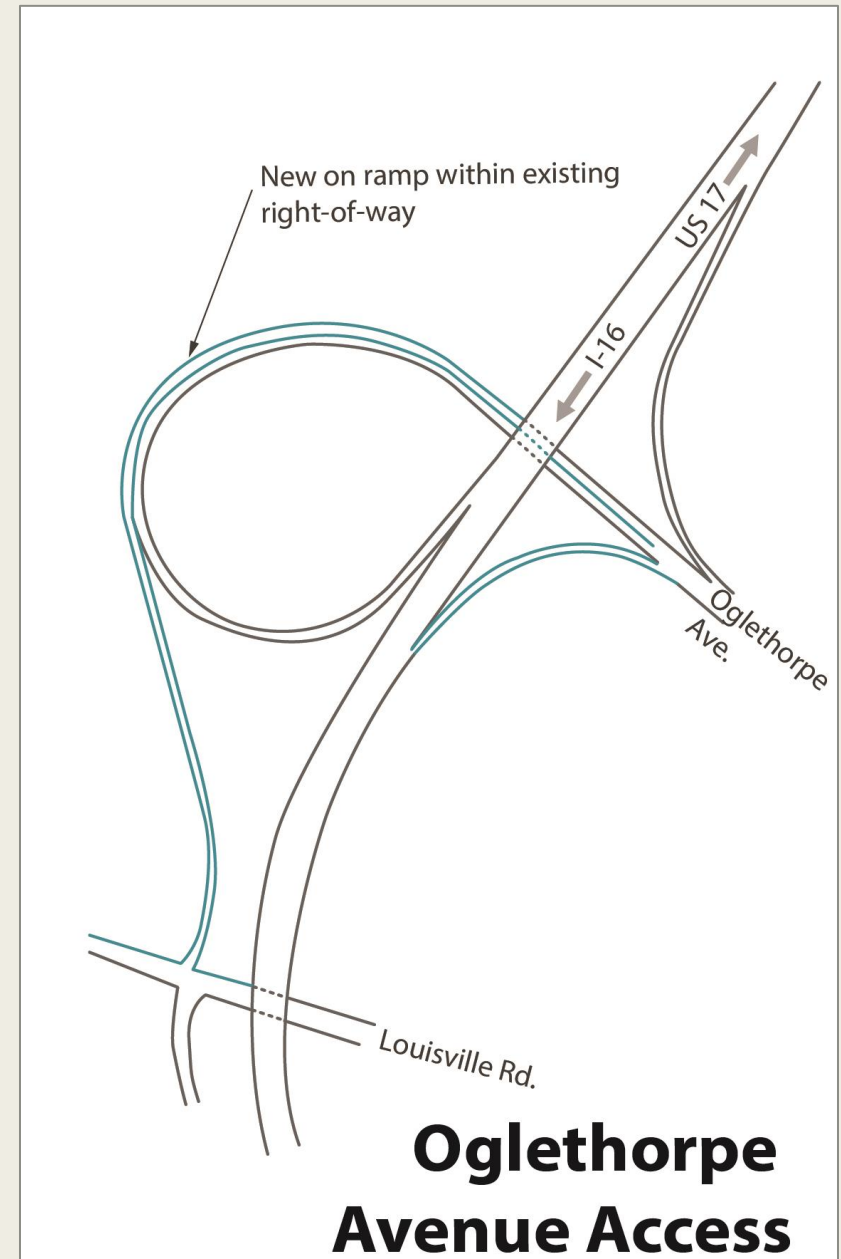 New on ramp within existing
right-of-way
US 17
I-16
Oglethorpe
Ave.
Louisville Rd.
Oglethorpe
Avenue Access